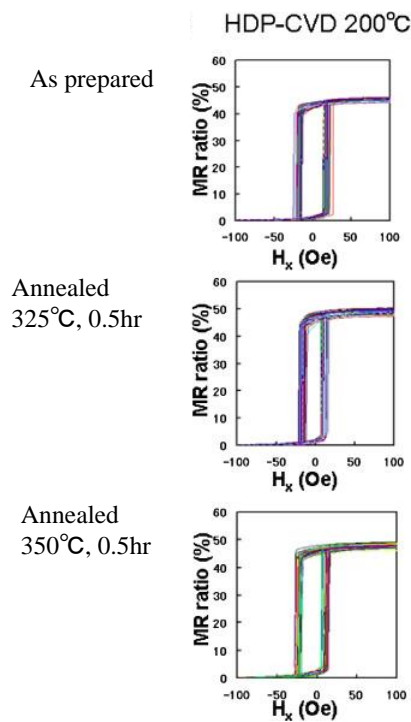 HDP-CVD 200℃
As prepared
MR ratio (%)
60
50
40
30
20
10
0
-100 -50 0 50 100
Hx (Oe)
Annealed
325℃, 0.5hr
MR ratio (%)
60
50
40
30
20
10
0
-100 -50 0 50 100
Hx (Oe)
Annealed
350℃, 0.5hr
MR ratio (%)
60
50
40
30
20
10
0
-100 -50 0 50 100
Hx (Oe)